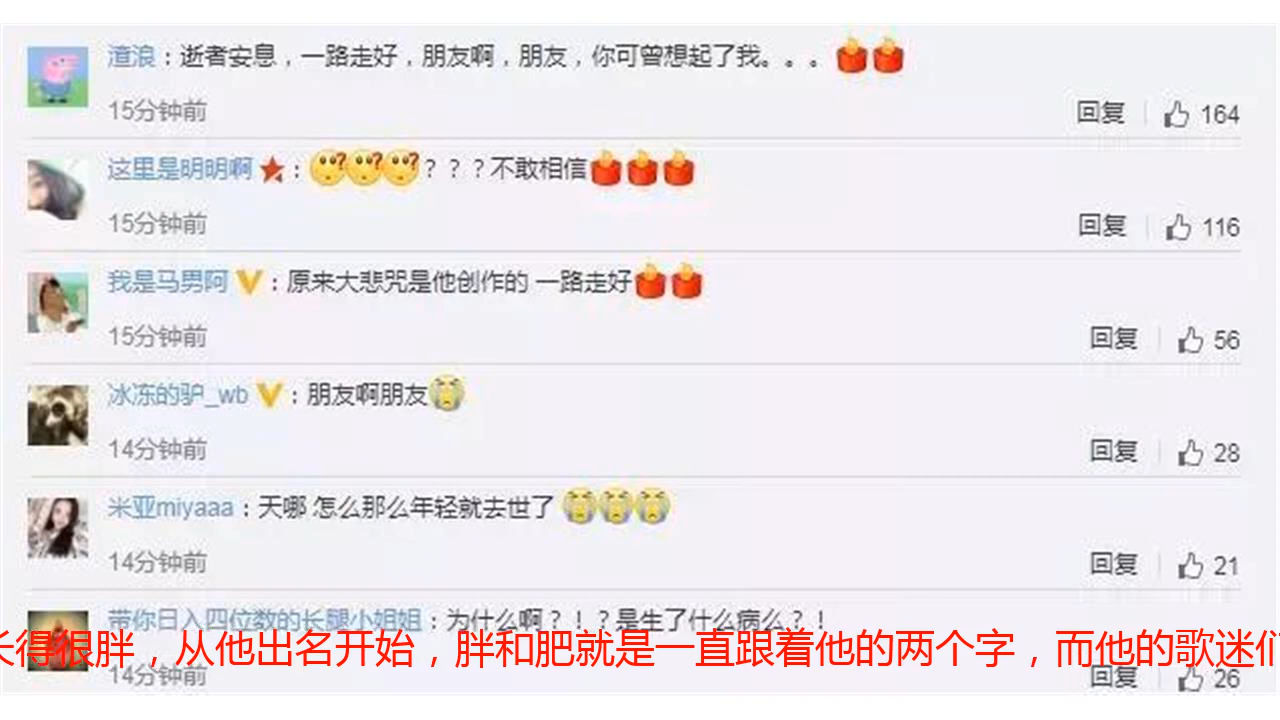 渣浪：逝者安息，一路走好，朋友啊，朋友，你可曾想起了我。。。
15分钟前 回复 164
这里是明明啊：？？？不敢相信
15分钟前 回复 116
我是马男阿：原来大悲咒是他创作的 一路走好
15分钟前 回复 56
冰冻的驴_wb：朋友啊朋友
14分钟前 回复 28
米亚miyaaa：天哪 怎么那么年轻就去世了
14分钟前 回复 21
带你日入四位数的长腿小姐姐：为什么啊？！？是生了什么病么？！
长得很胖，从他出名开始，胖和肥就是一直跟着他的两个字，而他的歌迷们
14分钟前 回复 26